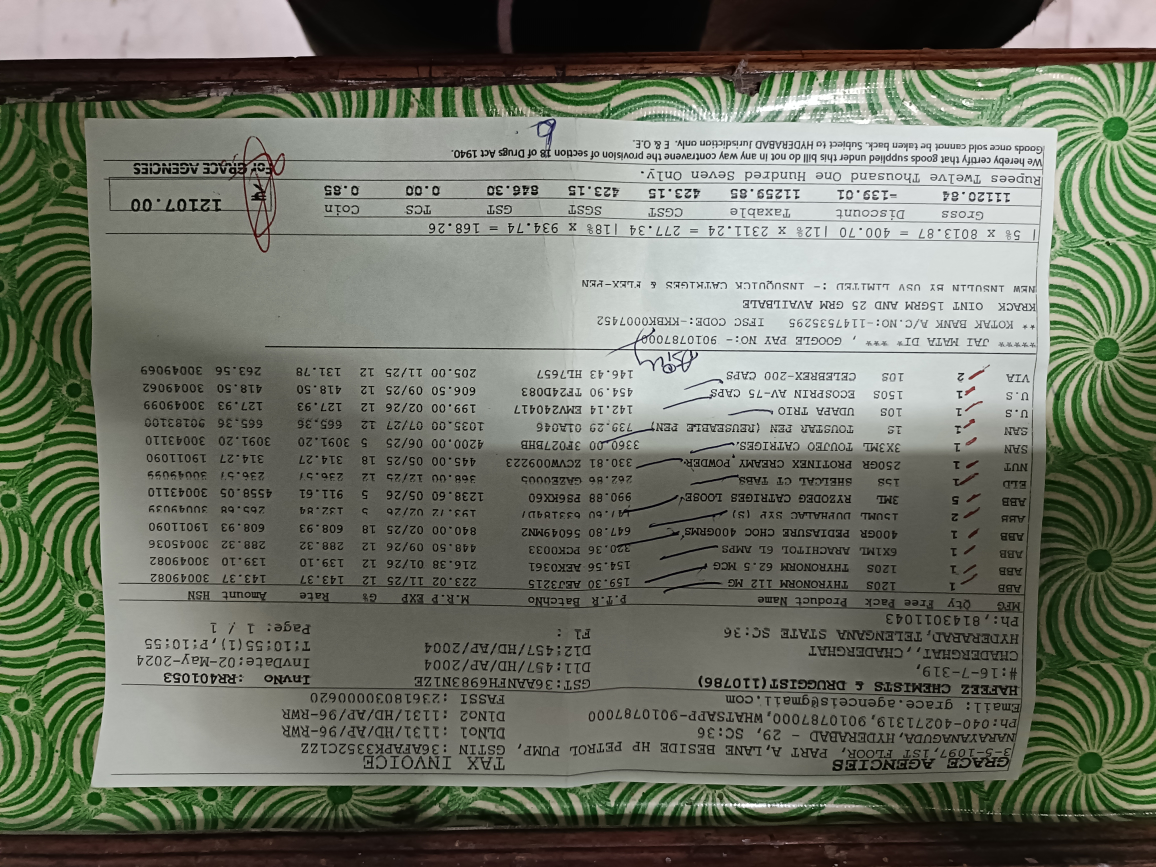 GRACE AGENCIES TAX INVOICE
3-5-1097,1ST FLOOR, PART A,LANE BESIDE HP PETROL PUMP, GSTIN :36APAPK3352C1ZZ
NARAYANAGUDA,HYDERABAD - 29, SC:36 DLNO1 :1131/HD/AP/96-RWR
Ph:040-40271319,9010787000,WHATSAPP-9010787000 DLNO2 :1131/HD/AP/96-RWR
Email: grace.agencis@gmail.com FASSI :23618030000620
HAFEEZ CHEMISTS & DRUGGIST(110786) GST:36AANHF6983N1ZE InvNo :RR401053
#:16-7-319, D11:457/HD/AP/2004 InvDate:02-May-2024
CHADERGHAT,,CHADERGHAT D12:457/HD/AP/2004 T:10:55(1),P:10:55
HYDERABAD,TELENGANA STATE SC:36 F1 : Page: 1 / 1
Ph:,8143011043
MFG Qty Free Pack Product Name P.T.R BatchNo M.R.P EXP G% Rate Amount HSN
ABB 1 120S THYRONORM 112 MG 159.30 AEJ3215 223.02 11/25 12 143.37 143.37 30049082
ABB 1 120S THYRONORM 62.5 MCG 154.56 AEK0361 216.38 01/26 12 139.10 139.10 30049082
ABB 1 6X1ML ARACHITOL 6L AMPS 320.36 PCK0033 448.50 09/26 12 288.32 288.32 30045036
ABB 1 400GR PEDIASURE CHOC 400GRMS 647.80 56049MN2 840.00 02/25 18 608.93 608.93 19011090
ABB 2 150ML DUPHALAC SYP (S) 147.60 193.72 02/26 5 132.84 265.68 30049039
ABB 5 3ML RYZODEG CATRIGES LOOSE 990.88 PS6KX60 1238.60 05/26 5 911.61 4558.05 30043110
ELD 1 15S SHELCAL CT TABS 262.86 GA2E0005 368.00 12/25 12 236.57 236.57 30049099
NUT 1 250GR PROTINEX CREAMY POWDER 330.81 ZCVW009223 445.00 05/25 18 314.27 314.27 19011090
SAN 1 3X3ML TOUJEO CATRIGES. 3360.00 3F027BHB 4200.00 06/25 5 3091.20 3091.20 30043110
SAN 1 1S TOUSTAR PEN (REUSEABLE PEN) 739.29 01A0046 1035.00 07/27 12 665.36 665.36 90183100
U.S 1 10S UDAPA TRIO 142.14 EMV240417 199.00 02/26 12 127.93 127.93 30049099
U.S 1 150S ECOSPRIN AV-75 CAPS 454.90 TF24D083 606.50 09/25 12 418.50 418.50 30049062
VIA 2 10S CELEBREX-200 CAPS 146.43 HL7657 205.00 11/25 12 131.78 263.56 30049069
***** JAI MATA DI* *** , GOOGLE PAY NO:- 9010787000
** KOTAK BANK A/C.NO:-1147535295 IFSC CODE:-KKBK0007452
KRACK OINT 15GRM AND 25 GRM AVAILBALE
NEW INSULIN BY USV LIMITED :- INSUQUICK CATRIGES & FLEX-PEN
| 5% x 8013.87 = 400.70 |12% x 2311.24 = 277.34 |18% x 934.74 = 168.26
Gross Discount Taxable CGST SGST GST TCS Coin
11120.84 -139.01 11259.85 423.15 423.15 846.30 0.00 0.85 12107.00
Rupees Twelve Thousand One Hundred Seven Only.
We hereby certify that goods supplied under this bill do not in any way contravene the provision of section 18 of Drugs Act 1940. For GRACE AGENCIES
Goods once sold cannot be taken back. Subject to HYDERABAD Jurisdiction only. E & O.E